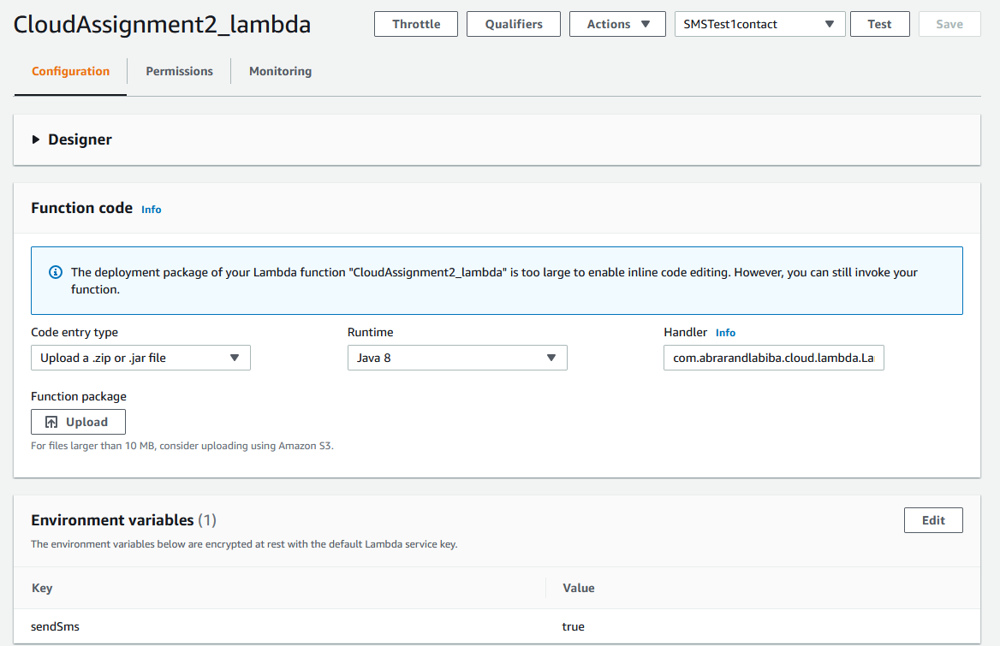 CloudAssignment2_lambda
Throttle
Qualifiers
Actions
SMSTest1contact
Test
Save
Configuration
Permissions
Monitoring
Designer
Function code Info
The deployment package of your Lambda function "CloudAssignment2_lambda" is too large to enable inline code editing. However, you can still invoke your
function.
Code entry type
Runtime
Handler Info
Upload a .zip or .jar file
Java 8
com.abrarandlabiba.cloud.lambda.La
Function package
Upload
For files larger than 10 MB, consider uploading using Amazon S3.
Environment variables (1)
Edit
The environment variables below are encrypted at rest with the default Lambda service key.
Key
Value
sendSms
true